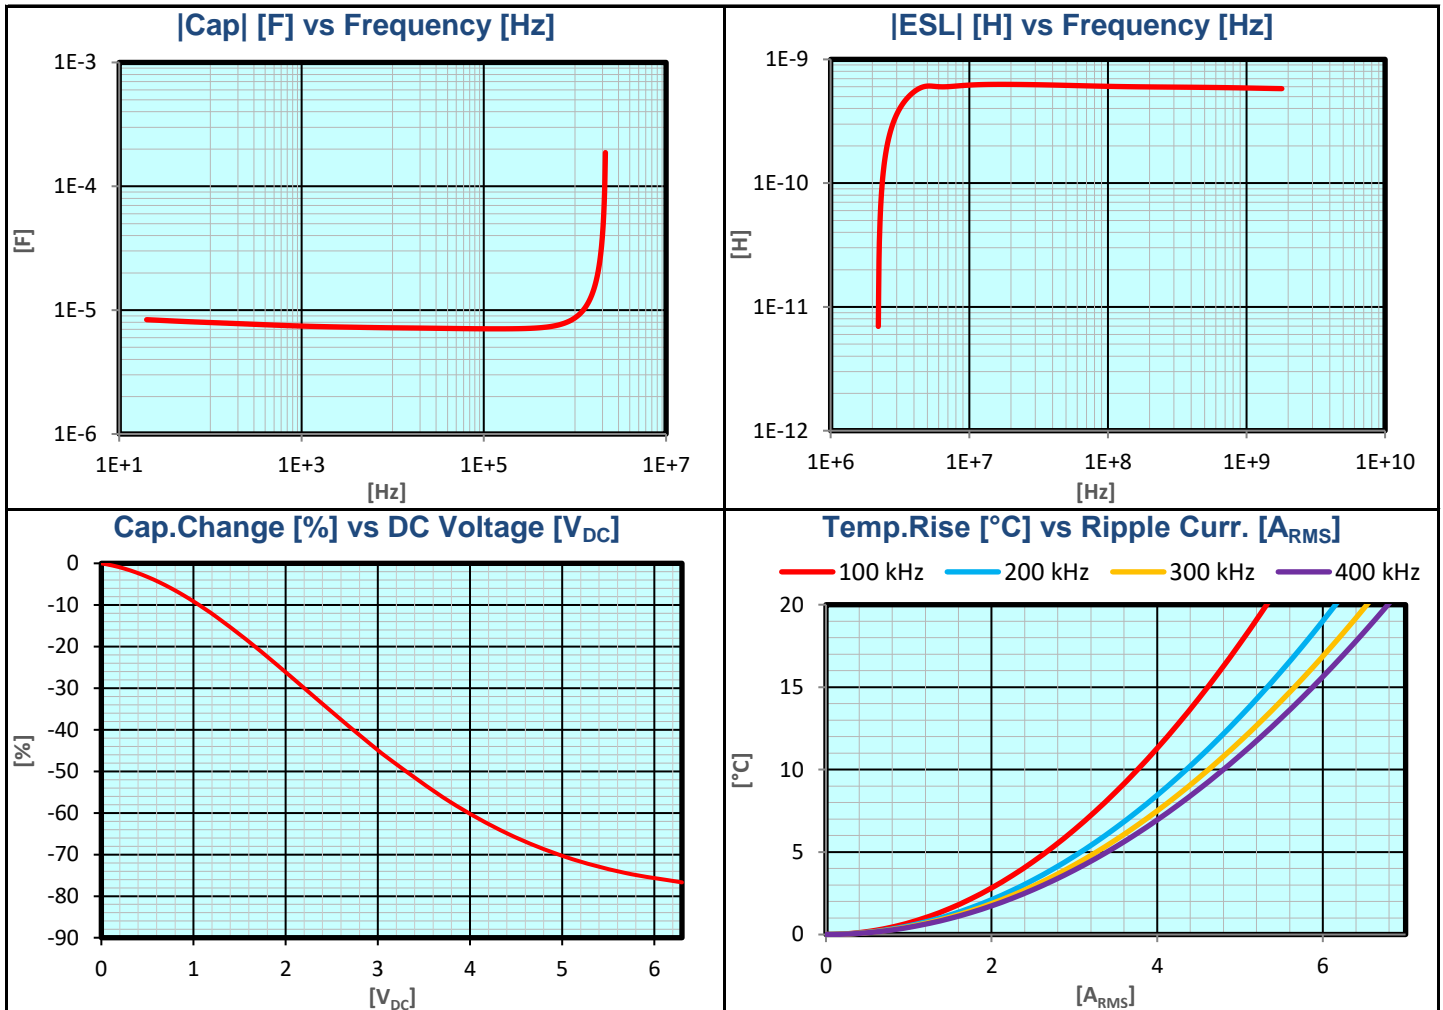 |Cap| [F] vs Frequency [Hz]
1E-3
1E-4
1E-5
1E-6
[F]
1E+1 1E+3 1E+5 1E+7
[Hz]
|ESL| [H] vs Frequency [Hz]
1E-9
1E-10
1E-11
1E-12
[H]
1E+6 1E+7 1E+8 1E+9 1E+10
[Hz]
Cap.Change [%] vs DC Voltage [VDC]
0
-10
-20
-30
-40
-50
-60
-70
-80
-90
[%]
0 1 2 3 4 5 6
[VDC]
Temp.Rise [°C] vs Ripple Curr. [ARMS]
100 kHz 200 kHz 300 kHz 400 kHz
20
15
10
5
0
[°C]
0 2 4 6
[ARMS]